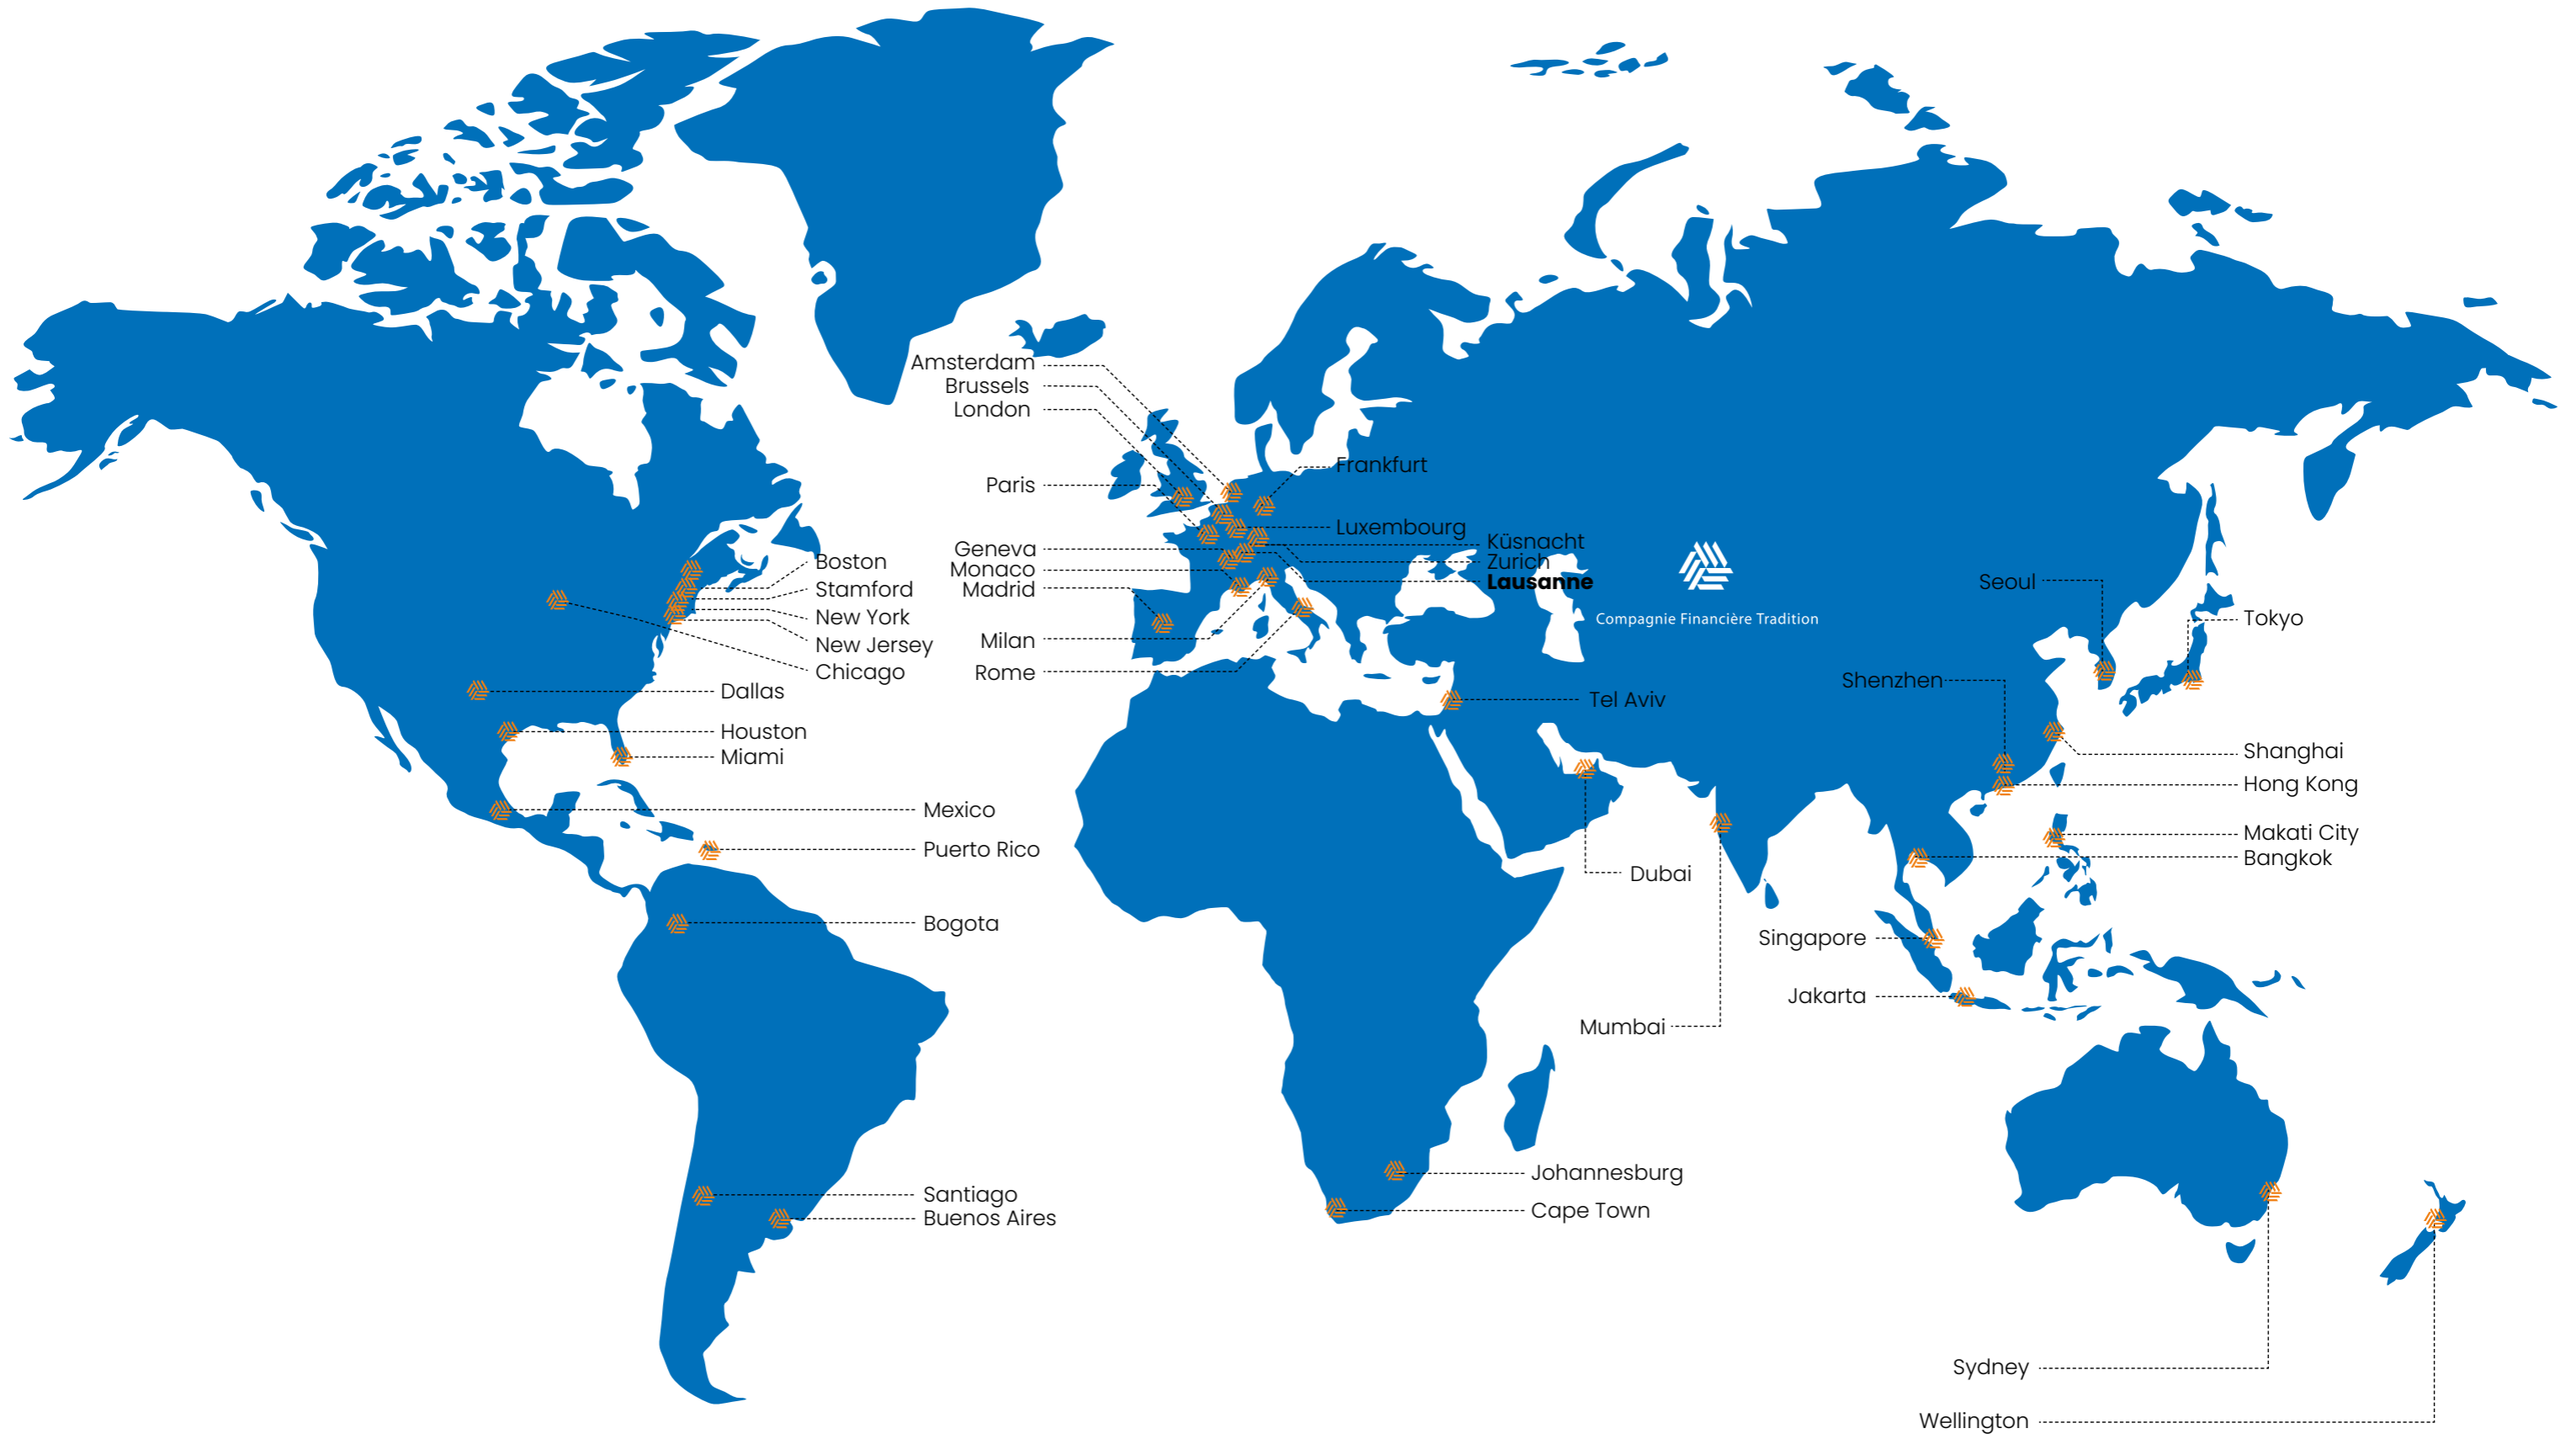 Amsterdam
Brussels
London
Paris
Frankfurt
Luxembourg
Geneva
Monaco
Madrid
Milan
Rome
Küsnacht
Zurich
Lausanne
Compagnie Financière Tradition
Boston
Stamford
New York
New Jersey
Chicago
Dallas
Houston
Miami
Mexico
Puerto Rico
Bogota
Santiago
Buenos Aires
Tel Aviv
Dubai
Mumbai
Johannesburg
Cape Town
Seoul
Tokyo
Shenzhen
Shanghai
Hong Kong
Makati City
Bangkok
Singapore
Jakarta
Sydney
Wellington